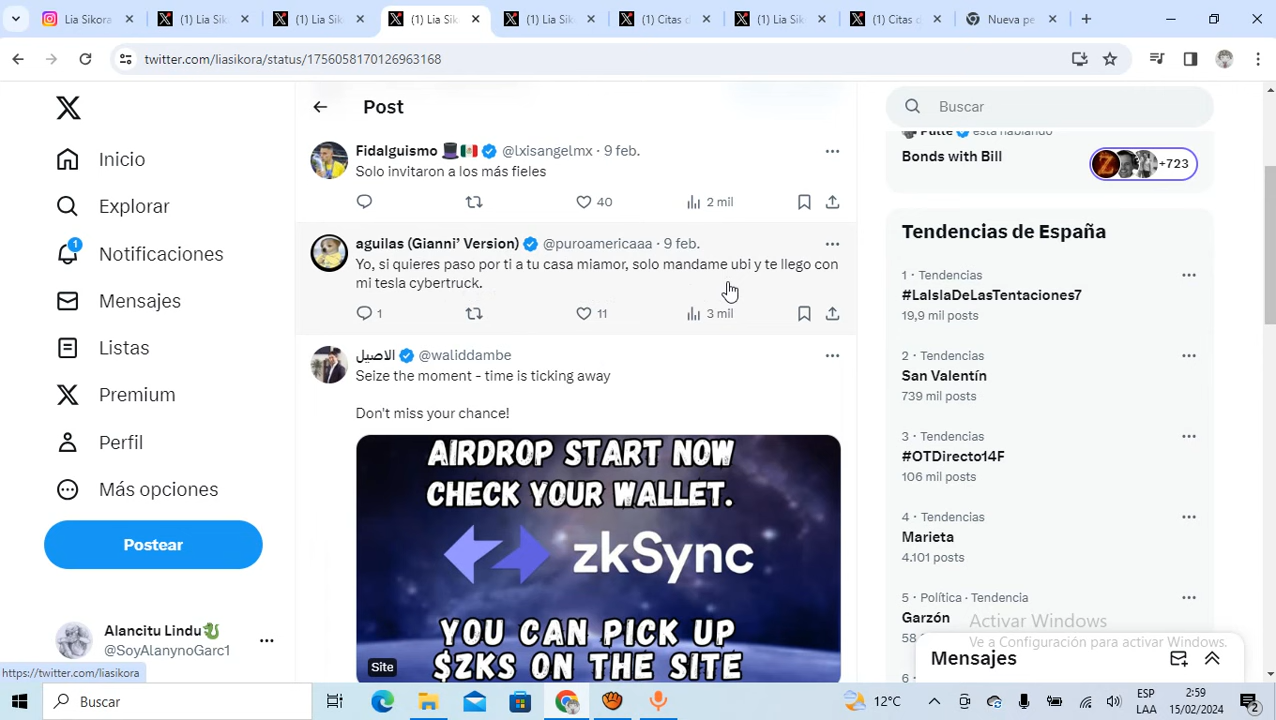 (1) Lia Sikora
(1) Lia Sik
(1) Lia Sik
(1) Lia Sik
(1) Lia Sik
(1) Citas d
(1) Lia Sik
(1) Citas d
Nueva pe
twitter.com/liasikora/status/1756058170126963168
Inicio
Explorar
1
Notificaciones
Mensajes
Listas
Premium
Perfil
Más opciones
Postear
Alancitu Lindu
@SoyAlanynoGarc1
https://twitter.com/liasikora
Post
Fidalguismo @lxisangelmx · 9 feb.
Solo invitaron a los más fieles
40
2 mil
aguilas (Gianni’ Version) @puroamericaaa · 9 feb.
Yo, si quieres paso por ti a tu casa miamor, solo mandame ubi y te llego con
mi tesla cybertruck.
1
11
3 mil
الاصيل @waliddambe
Seize the moment - time is ticking away
Don't miss your chance!
AIRDROP START NOW
CHECK YOUR WALLET.
zkSync
YOU CAN PICK UP
$ZKS ON THE SITE
Site
Buscar
está hablando
Bonds with Bill
+723
Tendencias de España
1 · Tendencias
#LaIslaDeLasTentaciones7
19,9 mil posts
2 · Tendencias
San Valentín
739 mil posts
3 · Tendencias
#OTDirecto14F
106 mil posts
4 · Tendencias
Marieta
4.101 posts
5 · Política · Tendencia
Garzón
58
Activar Windows
Ve a Configuración para activar Windows.
Mensajes
6
Buscar
12°C
ESP
LAA
2:59
15/02/2024
2